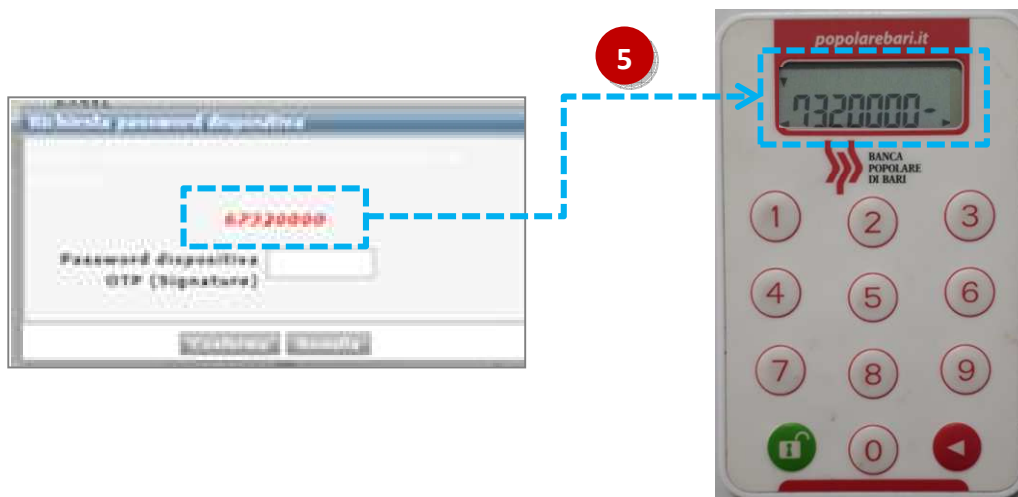 5
popolarebari.it
7320000-
BANCA
POPOLARE
DI BARI
Richiesta password dispositiva
67320000
Password dispositiva
OTP (Signature)
Conferma Annulla
1 2 3
4 5 6
7 8 9
0